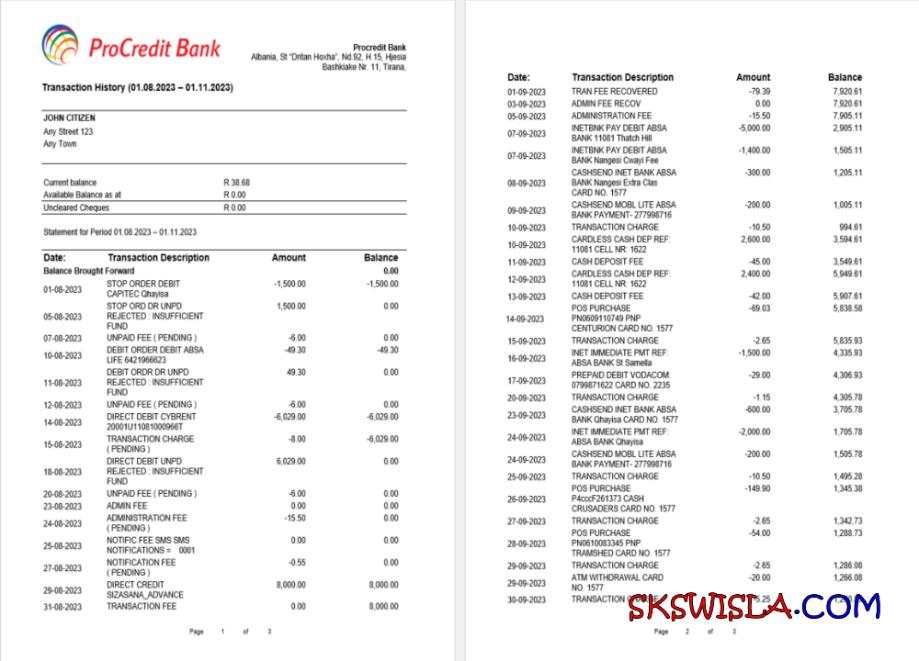 ProCredit Bank
Procredit Bank
Albania, St "Dritan Hoxha", Nd.92, H.15, Hjesia
Bashkiake Nr. 11, Tirana,
Transaction History (01.08.2023 – 01.11.2023)
JOHN CITIZEN
Any Street 123
Any Town
Current balance R 38.68
Available Balance as at R 0.00
Uncleared Cheques R 0.00
Statement for Period 01.08.2023 – 01.11.2023
Date: Transaction Description Amount Balance
Balance Brought Forward 0.00
01-08-2023 STOP ORDER DEBIT -1,500.00 -1,500.00
CAPITEC Qhayisa
05-08-2023 STOP ORD DR UNPD 1,500.00 0.00
REJECTED : INSUFFICIENT
FUND
07-08-2023 UNPAID FEE ( PENDING ) -6.00 0.00
10-08-2023 DEBIT ORDER DEBIT ABSA -49.30 -49.30
LIFE 6421966623
11-08-2023 DEBIT ORDR DR UNPD 49.30 0.00
REJECTED : INSUFFICIENT
FUND
12-08-2023 UNPAID FEE ( PENDING ) -6.00 0.00
14-08-2023 DIRECT DEBIT CYBRENT -6,029.00 -6,029.00
20001U11081000966T
15-08-2023 TRANSACTION CHARGE -8.00 -6,029.00
( PENDING )
18-08-2023 DIRECT DEBIT UNPD 6,029.00 0.00
REJECTED : INSUFFICIENT
FUND
20-08-2023 UNPAID FEE ( PENDING ) -6.00 0.00
23-08-2023 ADMIN FEE 0.00 0.00
24-08-2023 ADMINISTRATION FEE -15.50 0.00
( PENDING )
25-08-2023 NOTIFIC FEE SMS SMS 0.00 0.00
NOTIFICATIONS = 0001
27-08-2023 NOTIFICATION FEE -0.55 0.00
( PENDING )
29-08-2023 DIRECT CREDIT 8,000.00 8,000.00
SIZASANA_ADVANCE
31-08-2023 TRANSACTION FEE 0.00 8,000.00
Page 1 of 3
Date: Transaction Description Amount Balance
01-09-2023 TRAN FEE RECOVERED -79.39 7,920.61
03-09-2023 ADMIN FEE RECOV 0.00 7,920.61
05-09-2023 ADMINISTRATION FEE -15.50 7,905.11
07-09-2023 INETBNK PAY DEBIT ABSA -5,000.00 2,905.11
BANK 11081 Thatch Hill
07-09-2023 INETBNK PAY DEBIT ABSA -1,400.00 1,505.11
BANK Nangesi Cwayi Fee
08-09-2023 CASHSEND INET BANK ABSA -300.00 1,205.11
BANK Nangesi Extra Clas
CARD NO. 1577
09-09-2023 CASHSEND MOBL LITE ABSA -200.00 1,005.11
BANK PAYMENT- 277998716
10-09-2023 TRANSACTION CHARGE -10.50 994.61
10-09-2023 CARDLESS CASH DEP REF: 2,600.00 3,594.61
11081 CELL NR: 1622
11-09-2023 CASH DEPOSIT FEE -45.00 3,549.61
12-09-2023 CARDLESS CASH DEP REF: 2,400.00 5,949.61
11081 CELL NR: 1622
13-09-2023 CASH DEPOSIT FEE -42.00 5,907.61
14-09-2023 POS PURCHASE -69.03 5,838.58
PN0609110749 PNP
CENTURION CARD NO. 1577
15-09-2023 TRANSACTION CHARGE -2.65 5,835.93
16-09-2023 INET IMMEDIATE PMT REF: -1,500.00 4,335.93
ABSA BANK St Samella
17-09-2023 PREPAID DEBIT VODACOM: -29.00 4,306.93
0799871622 CARD NO. 2235
20-09-2023 TRANSACTION CHARGE -1.15 4,305.78
23-09-2023 CASHSEND INET BANK ABSA -600.00 3,705.78
BANK Qhayisa CARD NO. 1577
24-09-2023 INET IMMEDIATE PMT REF: -2,000.00 1,705.78
ABSA BANK Qhayisa
24-09-2023 CASHSEND MOBL LITE ABSA -200.00 1,505.78
BANK PAYMENT- 277998716
25-09-2023 TRANSACTION CHARGE -10.50 1,495.28
26-09-2023 POS PURCHASE -149.90 1,345.38
P4cccF261373 CASH
CRUSADERS CARD NO. 1577
27-09-2023 TRANSACTION CHARGE -2.65 1,342.73
28-09-2023 POS PURCHASE -54.00 1,288.73
PN0610083345 PNP
TRAMSHED CARD NO. 1577
29-09-2023 TRANSACTION CHARGE -2.65 1,286.08
29-09-2023 ATM WITHDRAWAL CARD -20.00 1,266.08
NO. 1577
30-09-2023 TRANSACTION
SKSWISLA.COM
Page 2 of 3